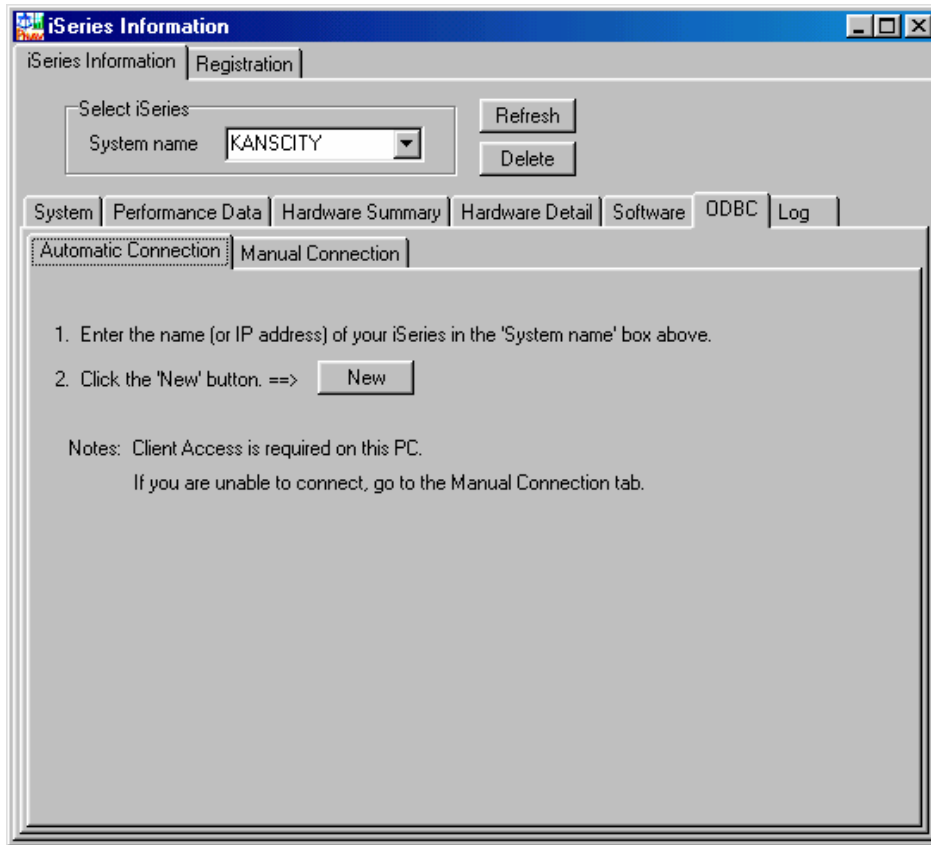 iSeries Information
iSeries Information Registration
Select iSeries
System name KANSCITY
Refresh
Delete
System Performance Data Hardware Summary Hardware Detail Software ODBC Log
Automatic Connection Manual Connection
1. Enter the name (or IP address) of your iSeries in the 'System name' box above.
2. Click the 'New' button. ==> New
Notes: Client Access is required on this PC.
If you are unable to connect, go to the Manual Connection tab.